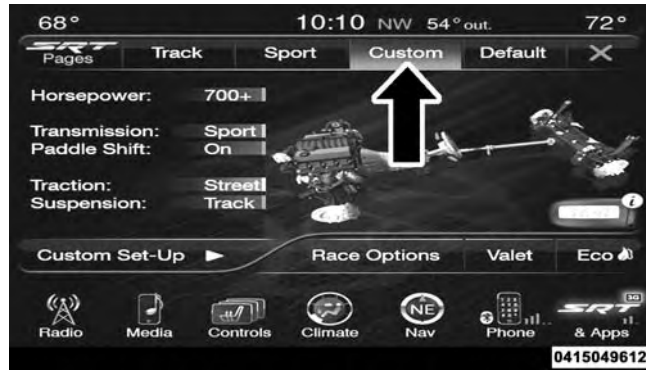 68° 10:10 NW 54° out. 72°
SRT Pages Track Sport Custom Default X
Horsepower: 700+
Transmission: Sport
Paddle Shift: On
Traction: Street
Suspension: Track
i
Custom Set-Up Race Options Valet Eco
NE 3G SRT
Radio Media Controls Climate Nav Phone & Apps
0415049612